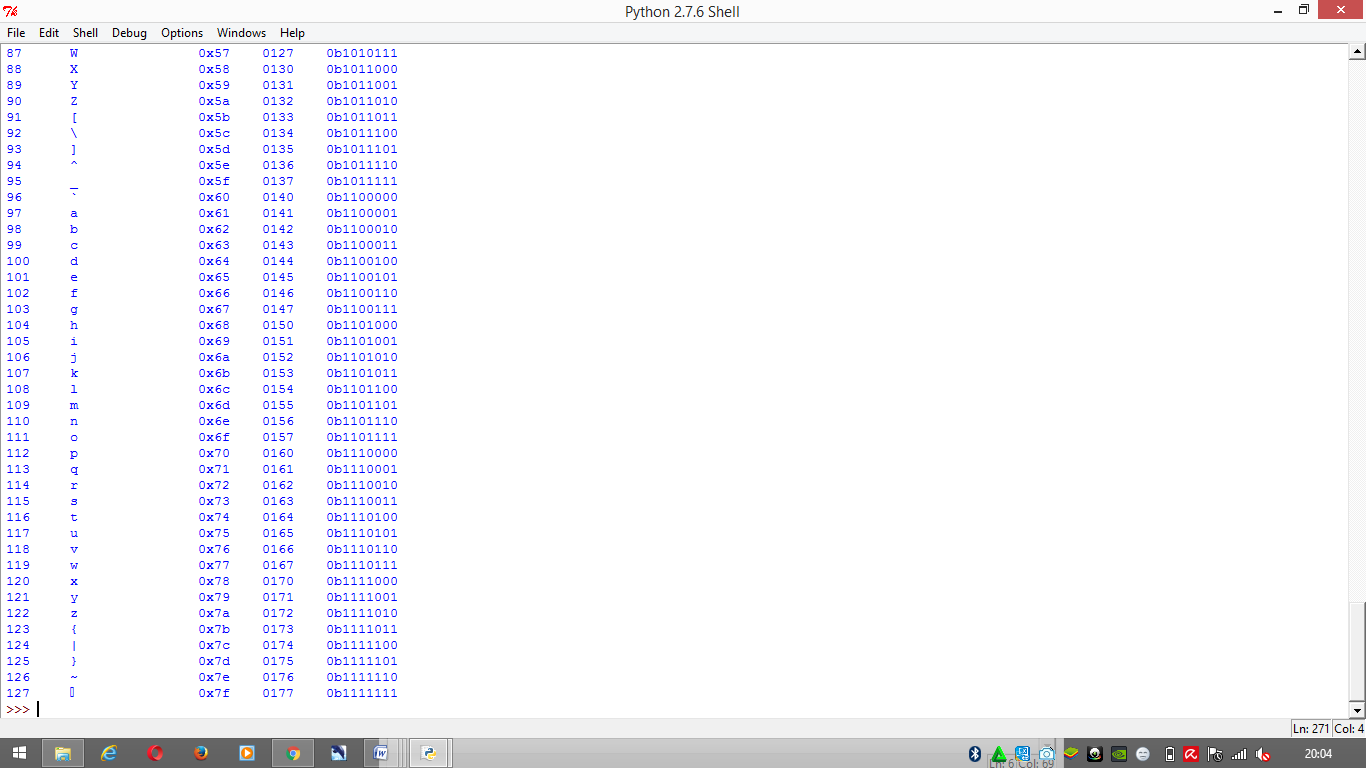 Python 2.7.6 Shell
File Edit Shell Debug Options Windows Help
87 W 0x57 0127 0b1010111
88 X 0x58 0130 0b1011000
89 Y 0x59 0131 0b1011001
90 Z 0x5a 0132 0b1011010
91 [ 0x5b 0133 0b1011011
92 \ 0x5c 0134 0b1011100
93 ] 0x5d 0135 0b1011101
94 ^ 0x5e 0136 0b1011110
95 _ 0x5f 0137 0b1011111
96 ` 0x60 0140 0b1100000
97 a 0x61 0141 0b1100001
98 b 0x62 0142 0b1100010
99 c 0x63 0143 0b1100011
100 d 0x64 0144 0b1100100
101 e 0x65 0145 0b1100101
102 f 0x66 0146 0b1100110
103 g 0x67 0147 0b1100111
104 h 0x68 0150 0b1101000
105 i 0x69 0151 0b1101001
106 j 0x6a 0152 0b1101010
107 k 0x6b 0153 0b1101011
108 l 0x6c 0154 0b1101100
109 m 0x6d 0155 0b1101101
110 n 0x6e 0156 0b1101110
111 o 0x6f 0157 0b1101111
112 p 0x70 0160 0b1110000
113 q 0x71 0161 0b1110001
114 r 0x72 0162 0b1110010
115 s 0x73 0163 0b1110011
116 t 0x74 0164 0b1110100
117 u 0x75 0165 0b1110101
118 v 0x76 0166 0b1110110
119 w 0x77 0167 0b1110111
120 x 0x78 0170 0b1111000
121 y 0x79 0171 0b1111001
122 z 0x7a 0172 0b1111010
123 { 0x7b 0173 0b1111011
124 | 0x7c 0174 0b1111100
125 } 0x7d 0175 0b1111101
126 ~ 0x7e 0176 0b1111110
127 0x7f 0177 0b1111111
>>>
Ln: 271 Col: 4
Ln: 6 Col: 69
20:04